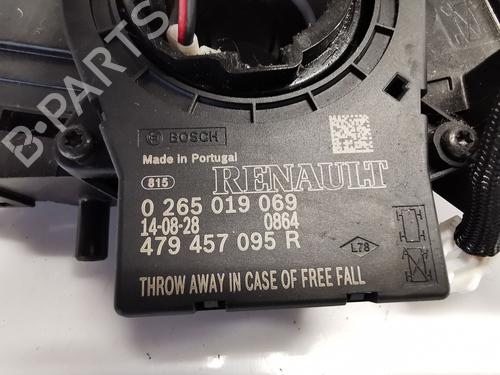 B-PARTS
BOSCH
Made in Portugal
815 RENAULT
0 265 019 069
14-08-28 0864
479 457 095 R
L78
THROW AWAY IN CASE OF FREE FALL